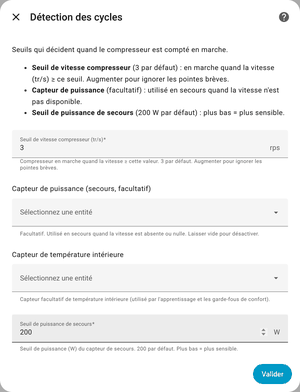 Détection des cycles
Seuils qui décident quand le compresseur est compté en marche.
• Seuil de vitesse compresseur (3 par défaut) : en marche quand la vitesse
(tr/s) ≥ ce seuil. Augmenter pour ignorer les pointes brèves.
• Capteur de puissance (facultatif) : utilisé en secours quand la vitesse n'est
pas disponible.
• Seuil de puissance de secours (200 W par défaut) : plus bas = plus sensible.
Seuil de vitesse compresseur (tr/s)*
3
rps
Compresseur en marche quand la vitesse ≥ cette valeur. 3 par défaut. Augmenter pour ignorer les
pointes brèves.
Capteur de puissance (secours, facultatif)
Sélectionnez une entité
Facultatif. Utilisé en secours quand la vitesse est absente ou nulle. Laisser vide pour désactiver.
Capteur de température intérieure
Sélectionnez une entité
Capteur facultatif de température intérieure (utilisé par l'apprentissage et les garde-fous de confort).
Seuil de puissance de secours*
200
W
Seuil de puissance (W) du capteur de secours. 200 par défaut. Plus bas = plus sensible.
Valider